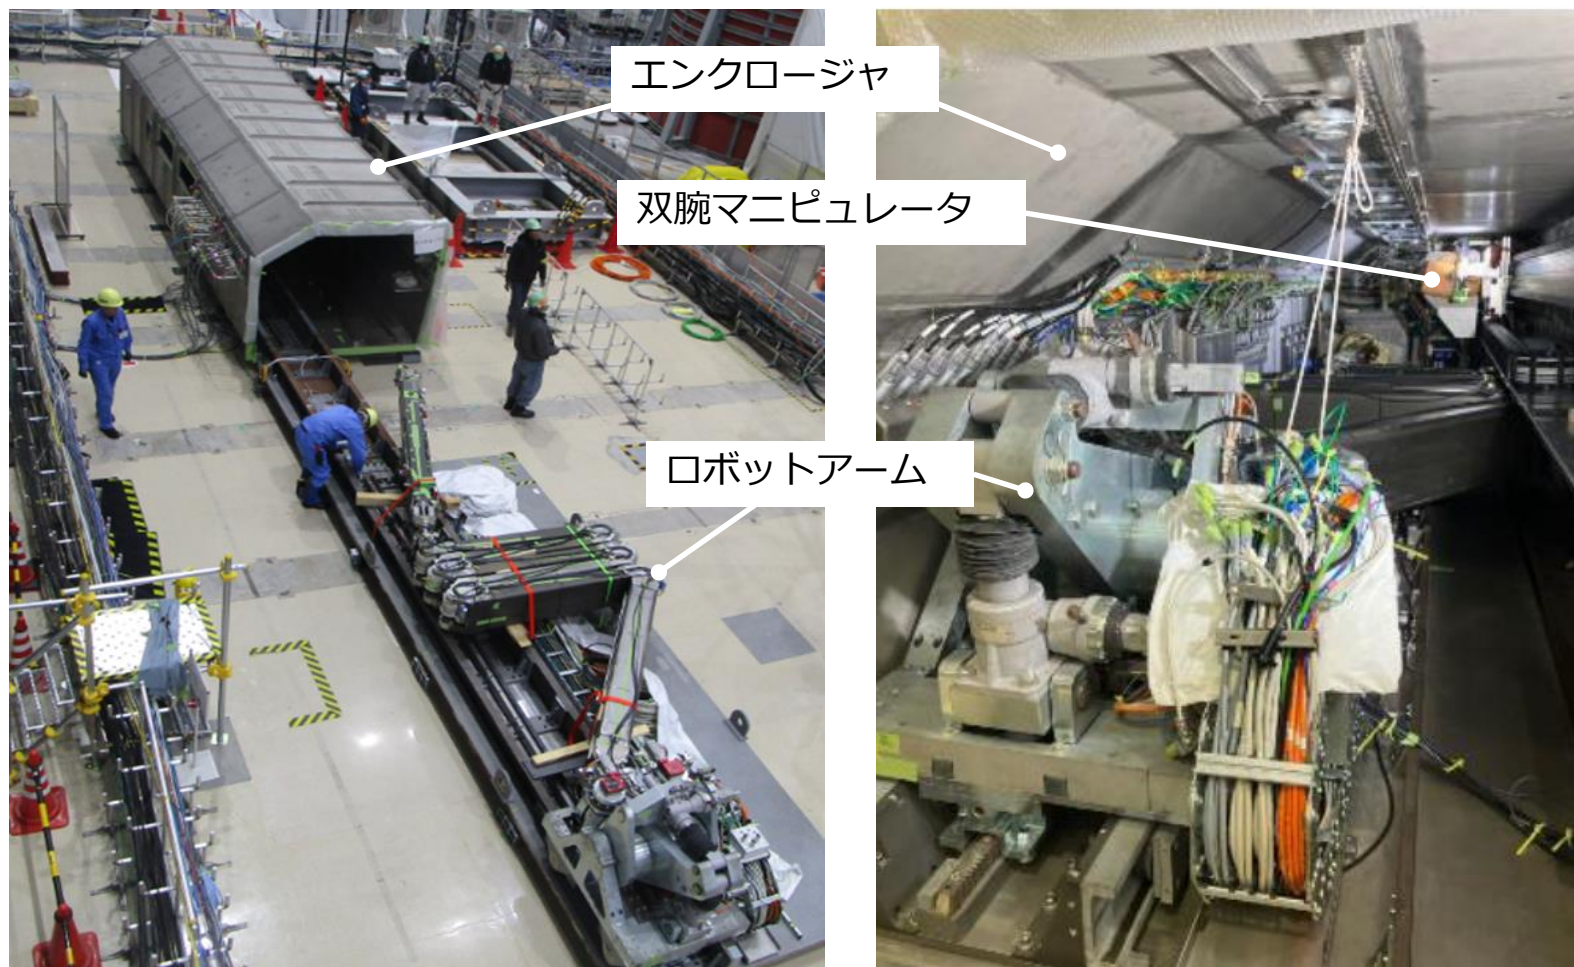 エンクロージャ
双腕マニピュレータ
ロボットアーム